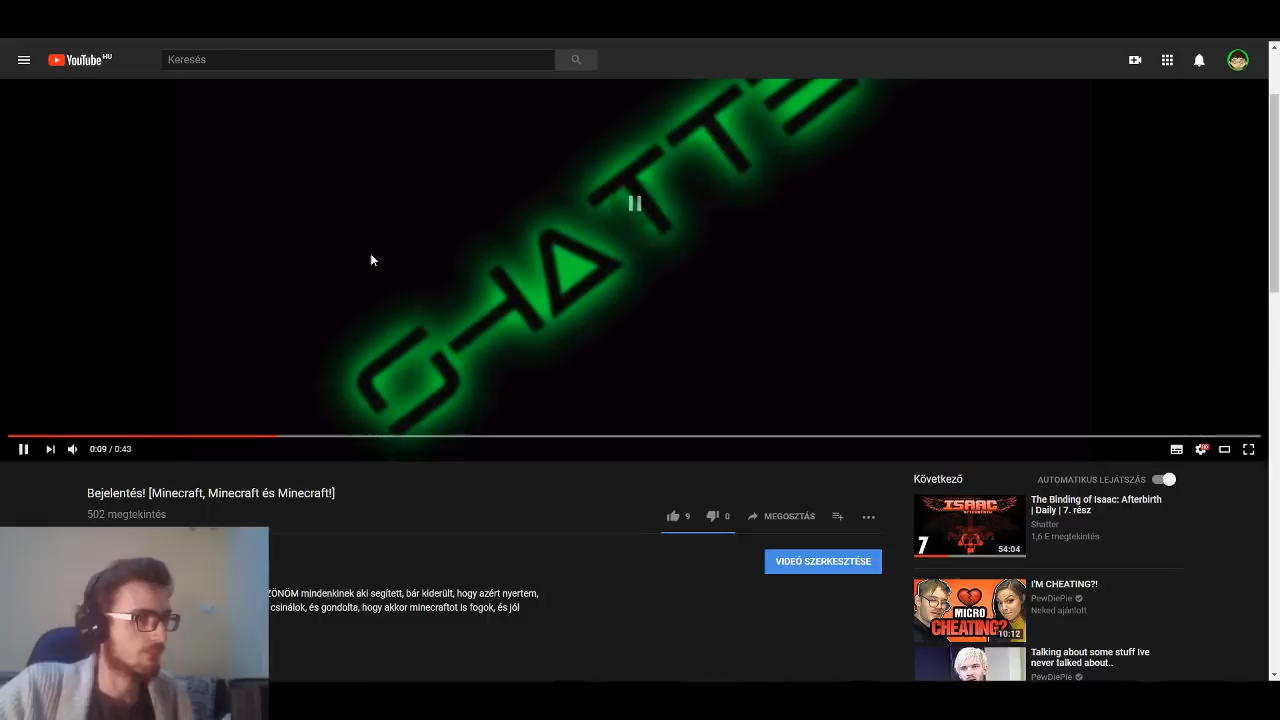 YouTube HU
Keresés
SHATTE
0:09 / 0:43
Bejelentés! [Minecraft, Minecraft és Minecraft!]
502 megtekintés
9
0
MEGOSZTÁS
VIDEÓ SZERKESZTÉSE
ZÖNÖM mindenkinek aki segített, bár kiderült, hogy azért nyertem,
csinálok, és gondolta, hogy akkor minecraftot is fogok, és jól
Következő
AUTOMATIKUS LEJÁTSZÁS
ISAAC
7
54:04
The Binding of Isaac: Afterbirth
| Daily | 7. rész
Shatter
1,6 E megtekintés
MICRO
CHEATING?
10:12
I'M CHEATING?!
PewDiePie
Neked ajánlott
Talking about some stuff Ive
never talked about..
PewDiePie